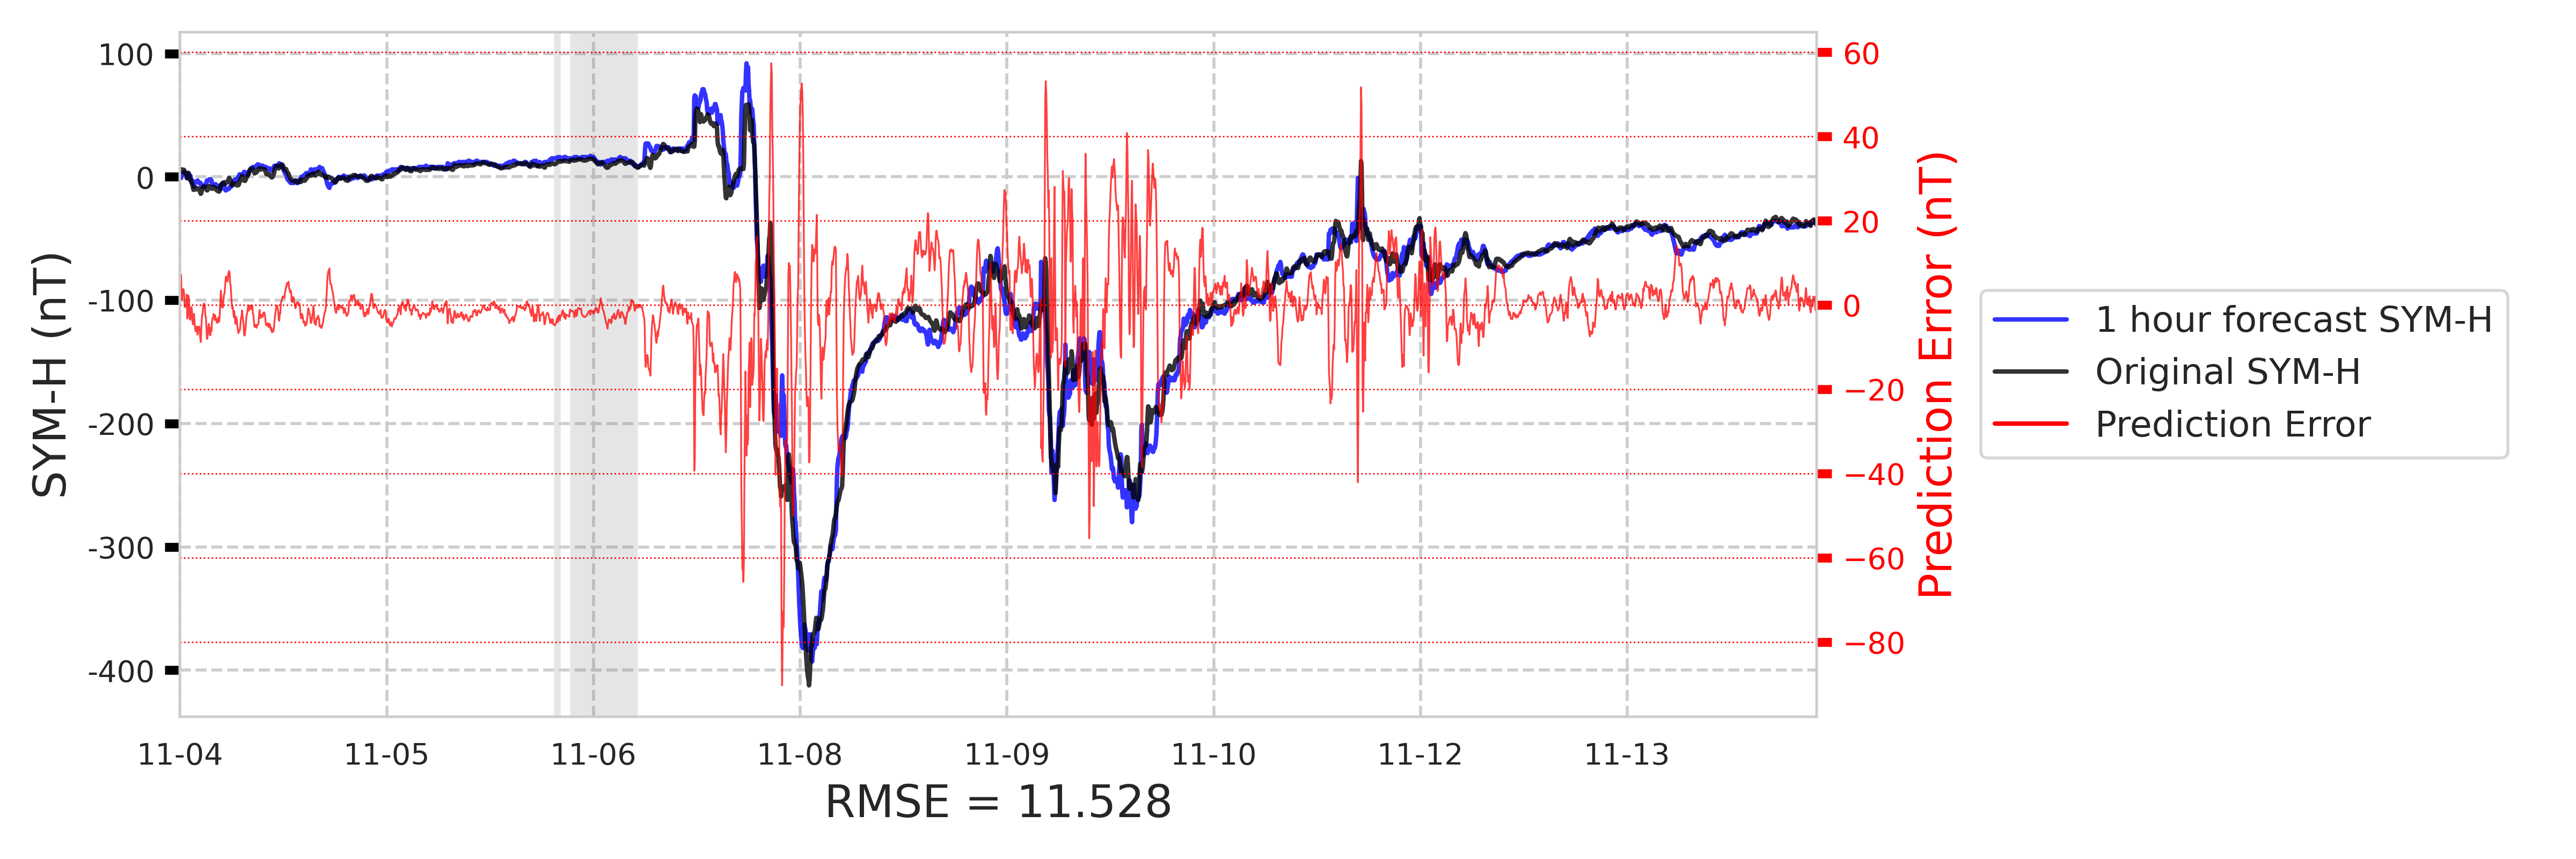 SYM-H (nT)
100
0
-100
-200
-300
-400
11-04 11-05 11-06 11-08 11-09 11-10 11-12 11-13
RMSE = 11.528
60
40
20
0
−20
−40
−60
−80
Prediction Error (nT)
1 hour forecast SYM-H
Original SYM-H
Prediction Error